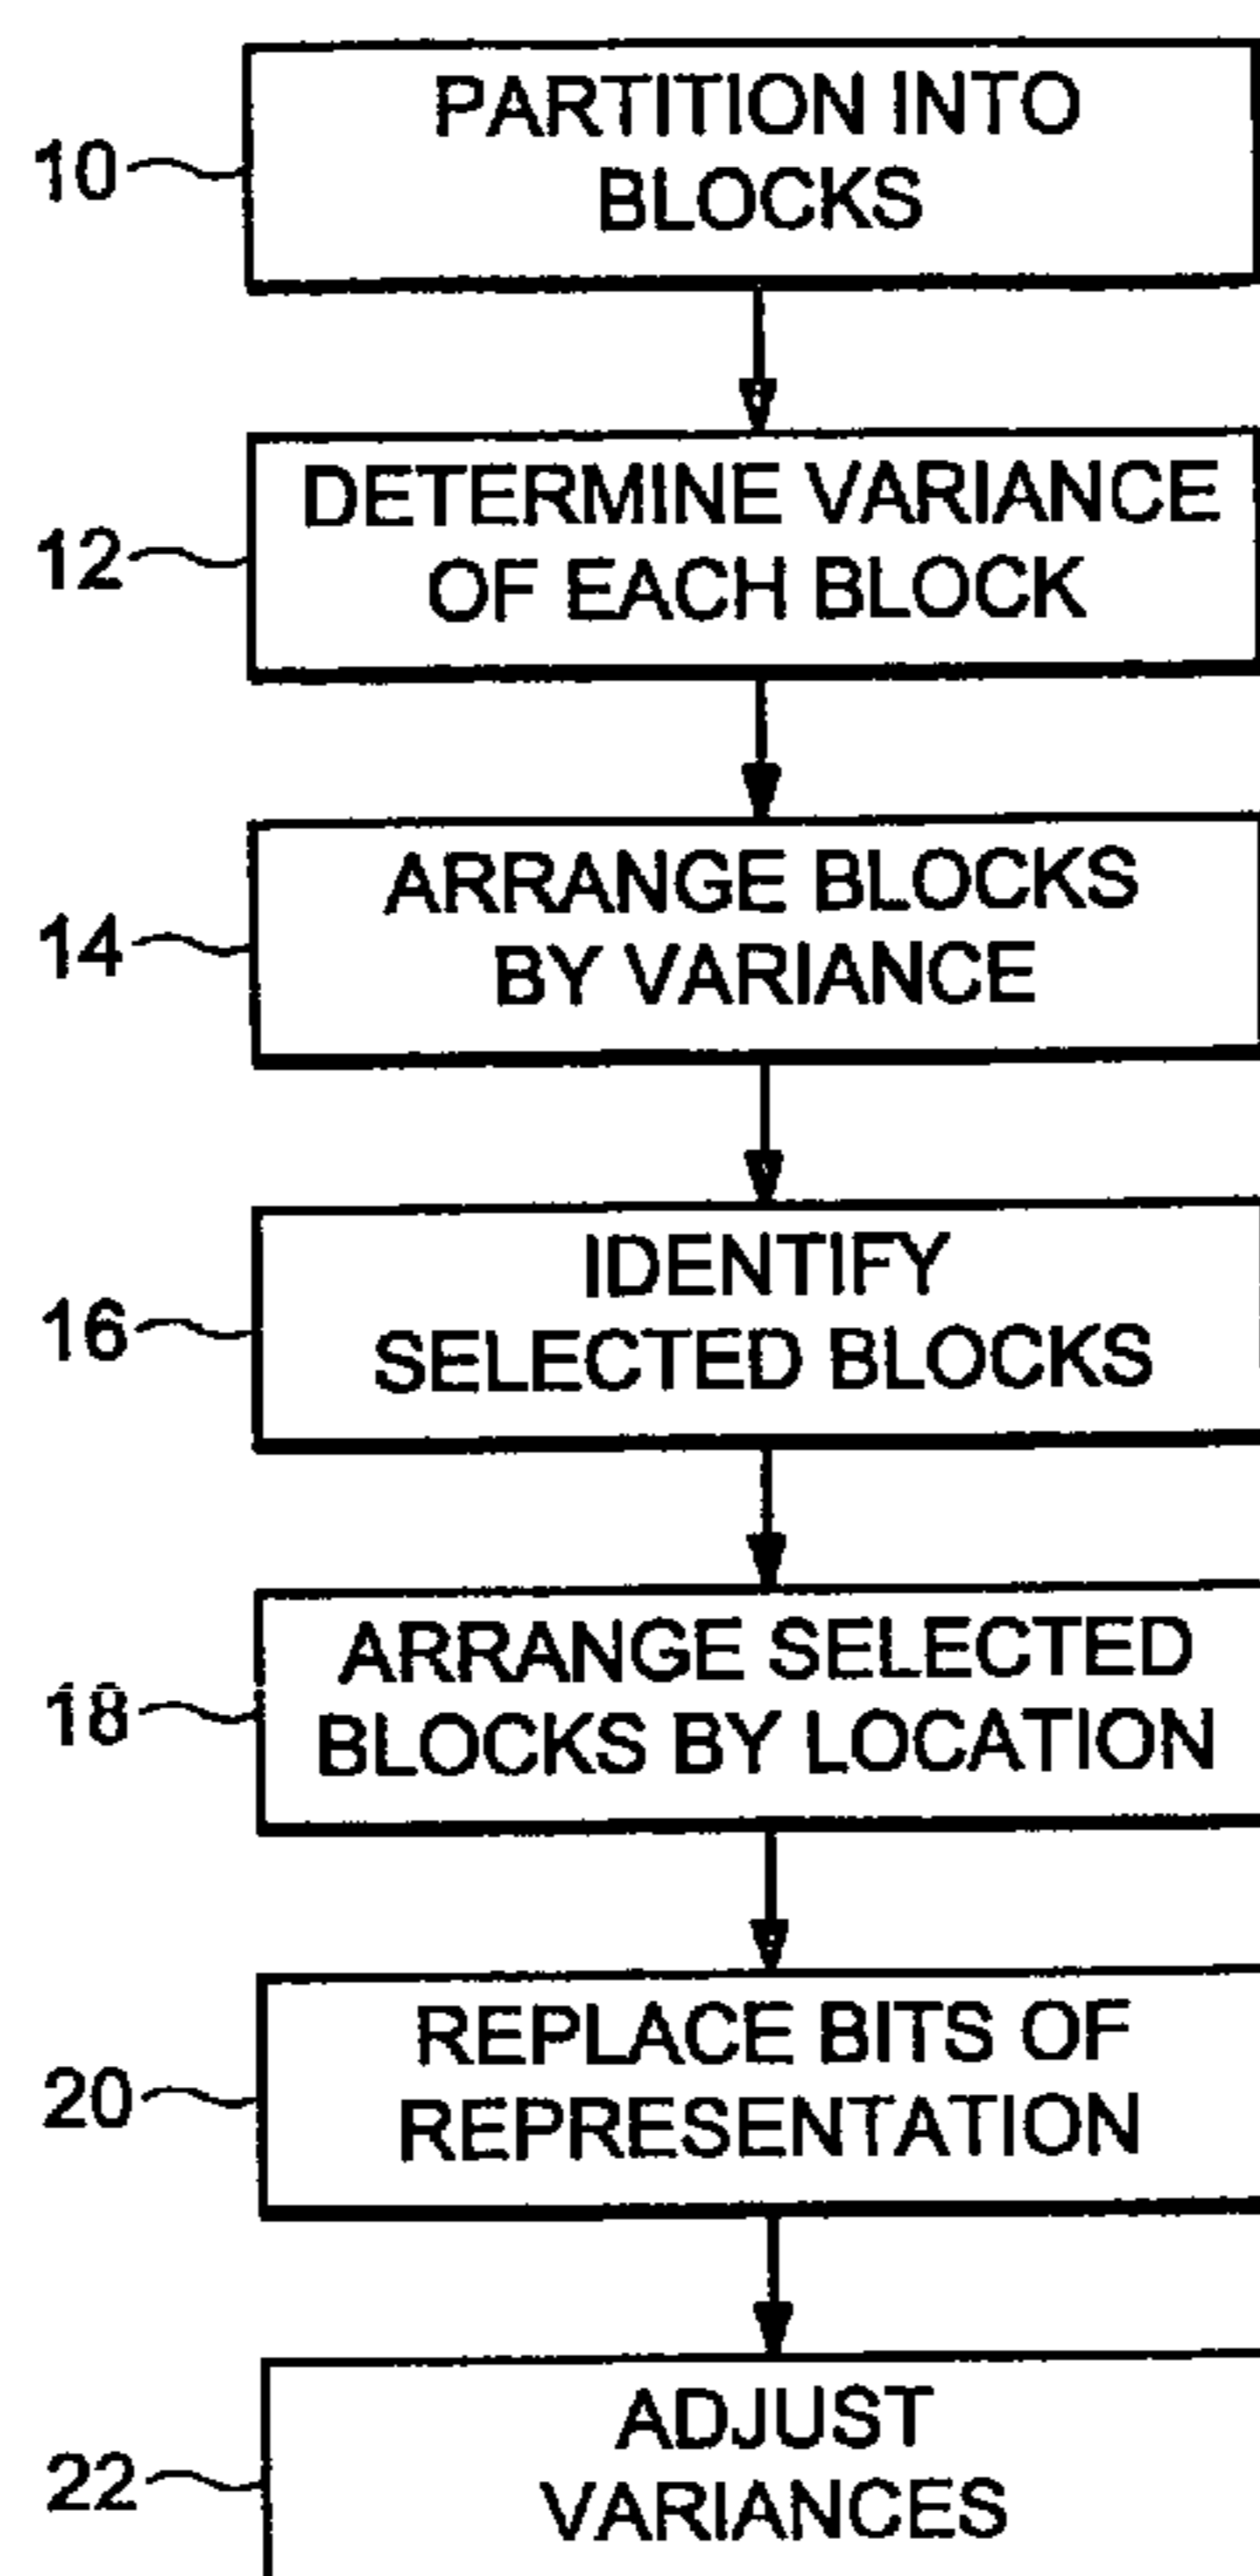 PARTITION INTO
BLOCKS
10
DETERMINE VARIANCE
OF EACH BLOCK
12
ARRANGE BLOCKS
BY VARIANCE
14
IDENTIFY
SELECTED BLOCKS
16
ARRANGE SELECTED
BLOCKS BY LOCATION
18
REPLACE BITS OF
REPRESENTATION
20
ADJUST
VARIANCES
22